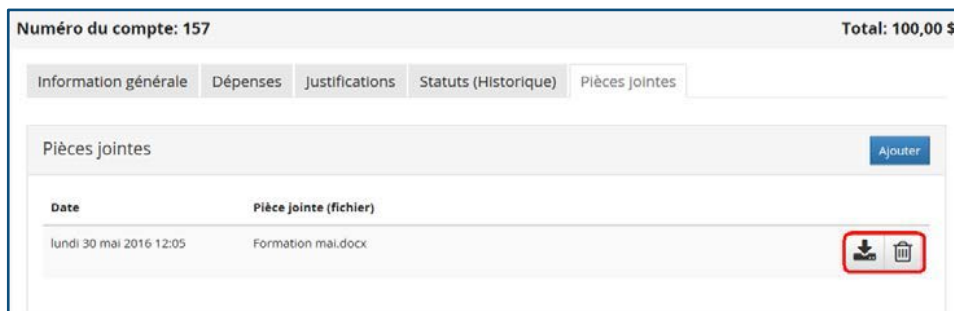 Numéro du compte: 157 Total: 100,00 $
Information générale Dépenses Justifications Statuts (Historique) Pièces jointes
Pièces jointes Ajouter
Date Pièce jointe (fichier)
lundi 30 mai 2016 12:05 Formation mai.docx